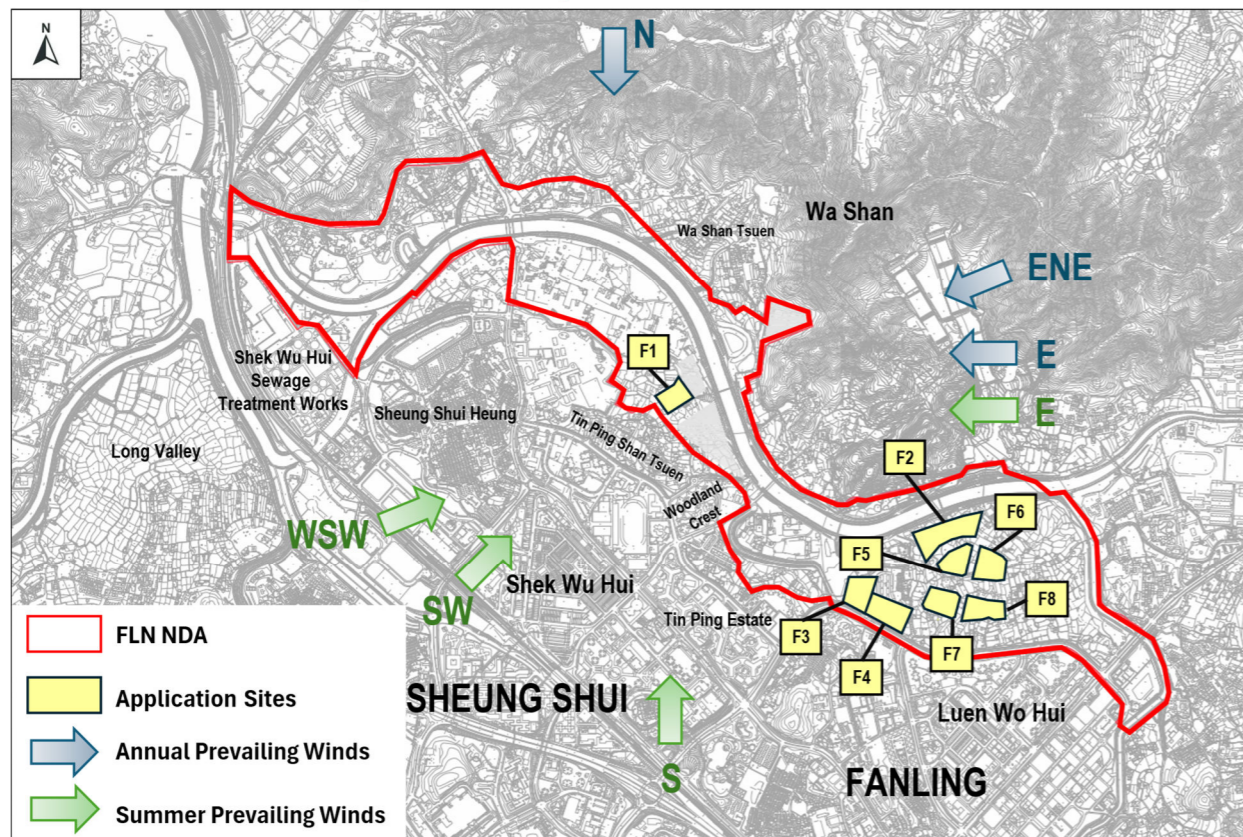 N
N
Wa Shan
Wa Shan Tsuen
ENE
E
F1
E
Shek Wu Hui
Sewage
Treatment Works
Sheung Shui Heung
Tin Ping Shan Tsuen
Long Valley
F2
Woodland
Crest
F6
WSW
F5
Shek Wu Hui
SW
F8
Tin Ping Estate
F3
F7
F4
FLN NDA
Application Sites
SHEUNG SHUI
Luen Wo Hui
Annual Prevailing Winds
S
FANLING
Summer Prevailing Winds